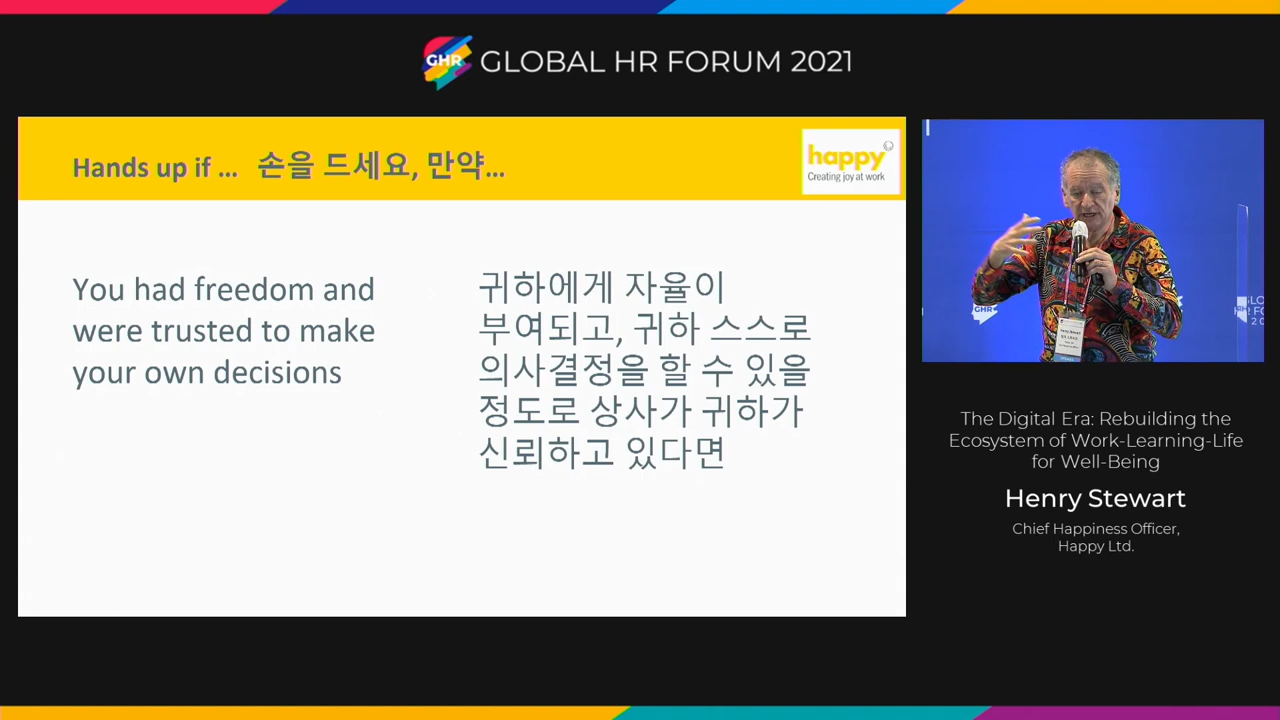 GHR GLOBAL HR FORUM 2021
Hands up if ... 손을 드세요, 만약...
happy
Creating joy at work
You had freedom and
were trusted to make
your own decisions
귀하에게 자율이
부여되고, 귀하 스스로
의사결정을 할 수 있을
정도로 상사가 귀하가
신뢰하고 있다면
GHR
The Digital Era: Rebuilding the
Ecosystem of Work-Learning-Life
for Well-Being
Henry Stewart
Chief Happiness Officer,
Happy Ltd.